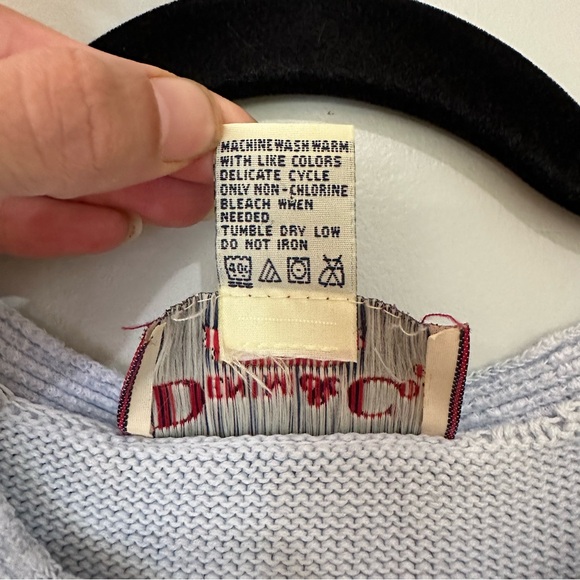 MACHINE WASH WARM
WITH LIKE COLORS
DELICATE CYCLE
ONLY NON-CHLORINE
BLEACH WHEN
NEEDED.
TUMBLE DRY LOW
DO NOT IRON
40c
DENIM & Co